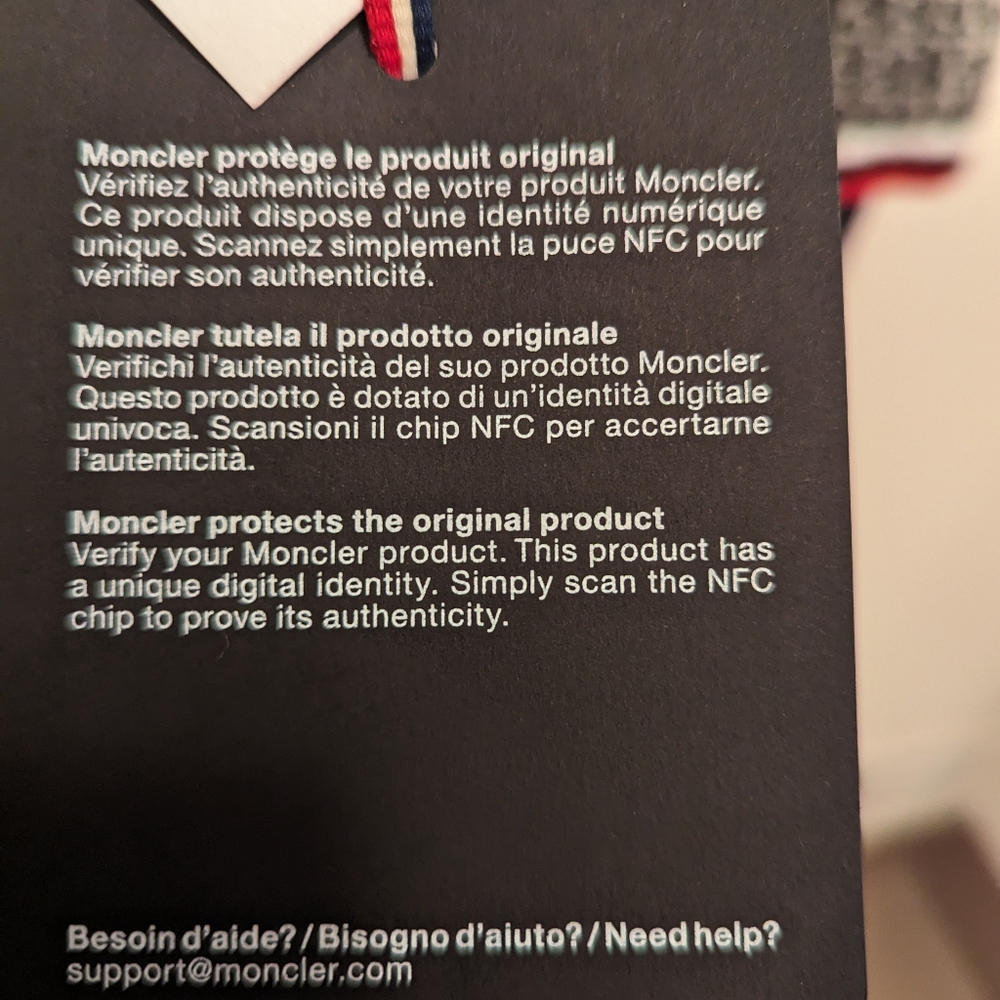 Moncler protège le produit original
Vérifiez l'authenticité de votre produit Moncler.
Ce produit dispose d'une identité numérique
unique. Scannez simplement la puce NFC pour
vérifier son authenticité.
Moncler tutela il prodotto originale
Verifichi l'autenticità del suo prodotto Moncler.
Questo prodotto è dotato di un'identità digitale
univoca. Scansioni il chip NFC per accertarne
l'autenticità.
Moncler protects the original product
Verify your Moncler product. This product has
a unique digital identity. Simply scan the NFC
chip to prove its authenticity.
Besoin d'aide?/Bisogno d'aiuto?/Need help?
support@moncler.com